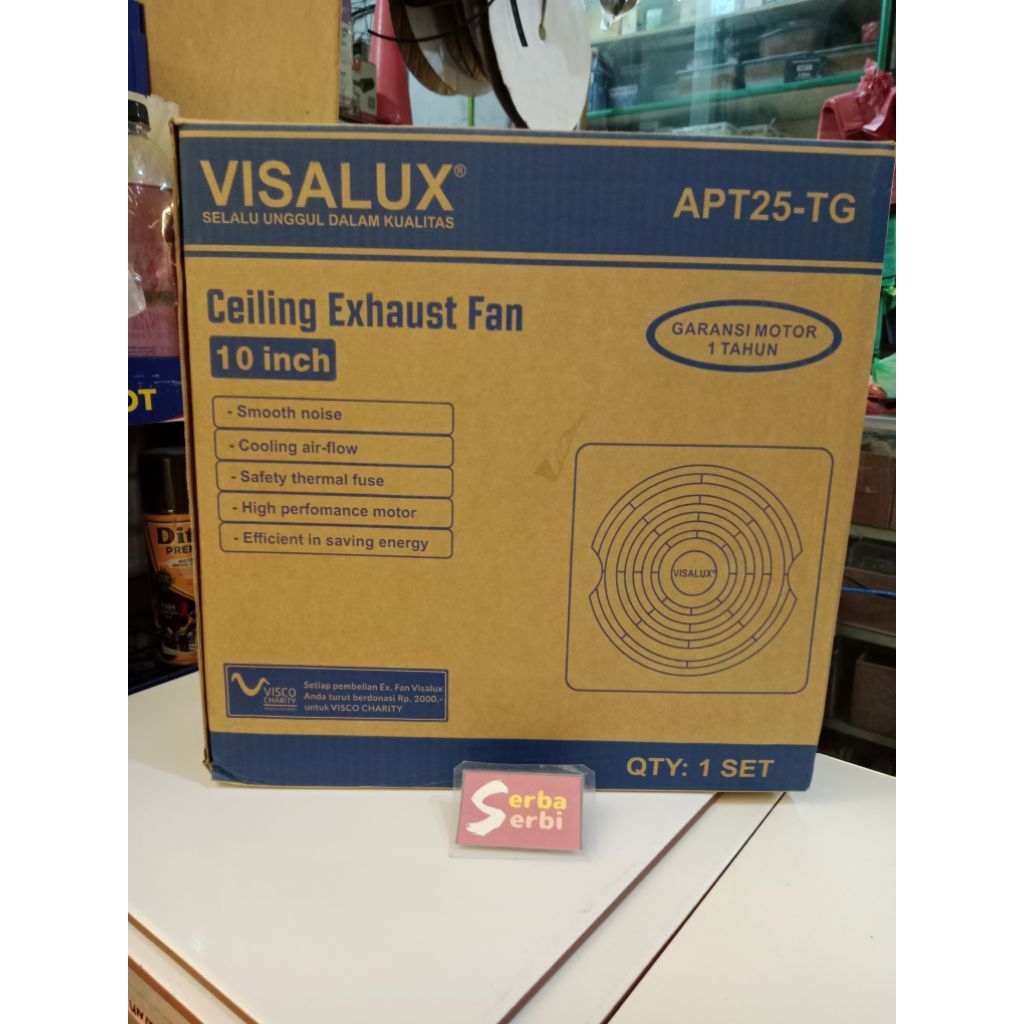 VISALUX®
SELALU UNGGUL DALAM KUALITAS
APT25-TG
Ceiling Exhaust Fan
10 inch
GARANSI MOTOR
1 TAHUN
- Smooth noise
- Cooling air-flow
- Safety thermal fuse
- High perfomance motor
- Efficient in saving energy
VISALUX®
VISCO
CHARITY
Setiap pembelian Ex. Fan Visalux
Anda turut berdonasi Rp. 2000,-
untuk VISCO CHARITY
QTY: 1 SET
Serba
Serbi
OT